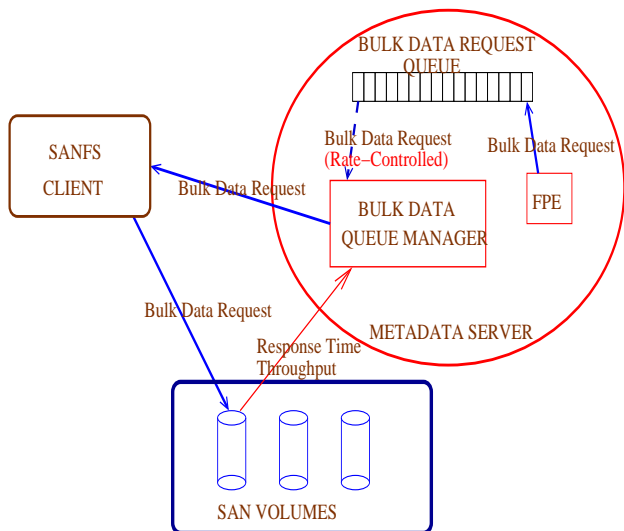 BULK DATA REQUEST
QUEUE
Bulk Data Request
(Rate-Controlled)
Bulk Data Request
SANFS
CLIENT
Bulk Data Request
BULK DATA
QUEUE MANAGER
FPE
Bulk Data Request
METADATA SERVER
Response Time
Throughput
SAN VOLUMES